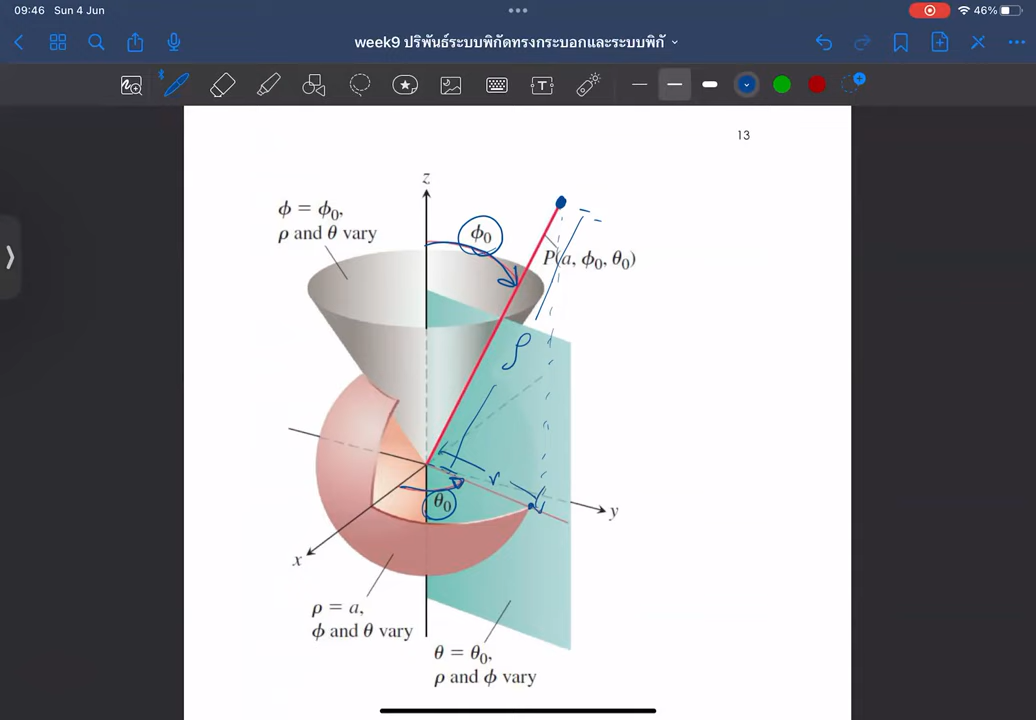 09:46 Sun 4 Jun
46%
week9 ปริพันธ์ระบบพิกัดทรงกระบอกและระบบพิกั
13
z
ϕ = ϕ₀,
ρ and θ vary
ϕ₀
P(a, ϕ₀, θ₀)
ρ
r
θ₀
y
x
ρ = a,
ϕ and θ vary
θ = θ₀,
ρ and ϕ vary